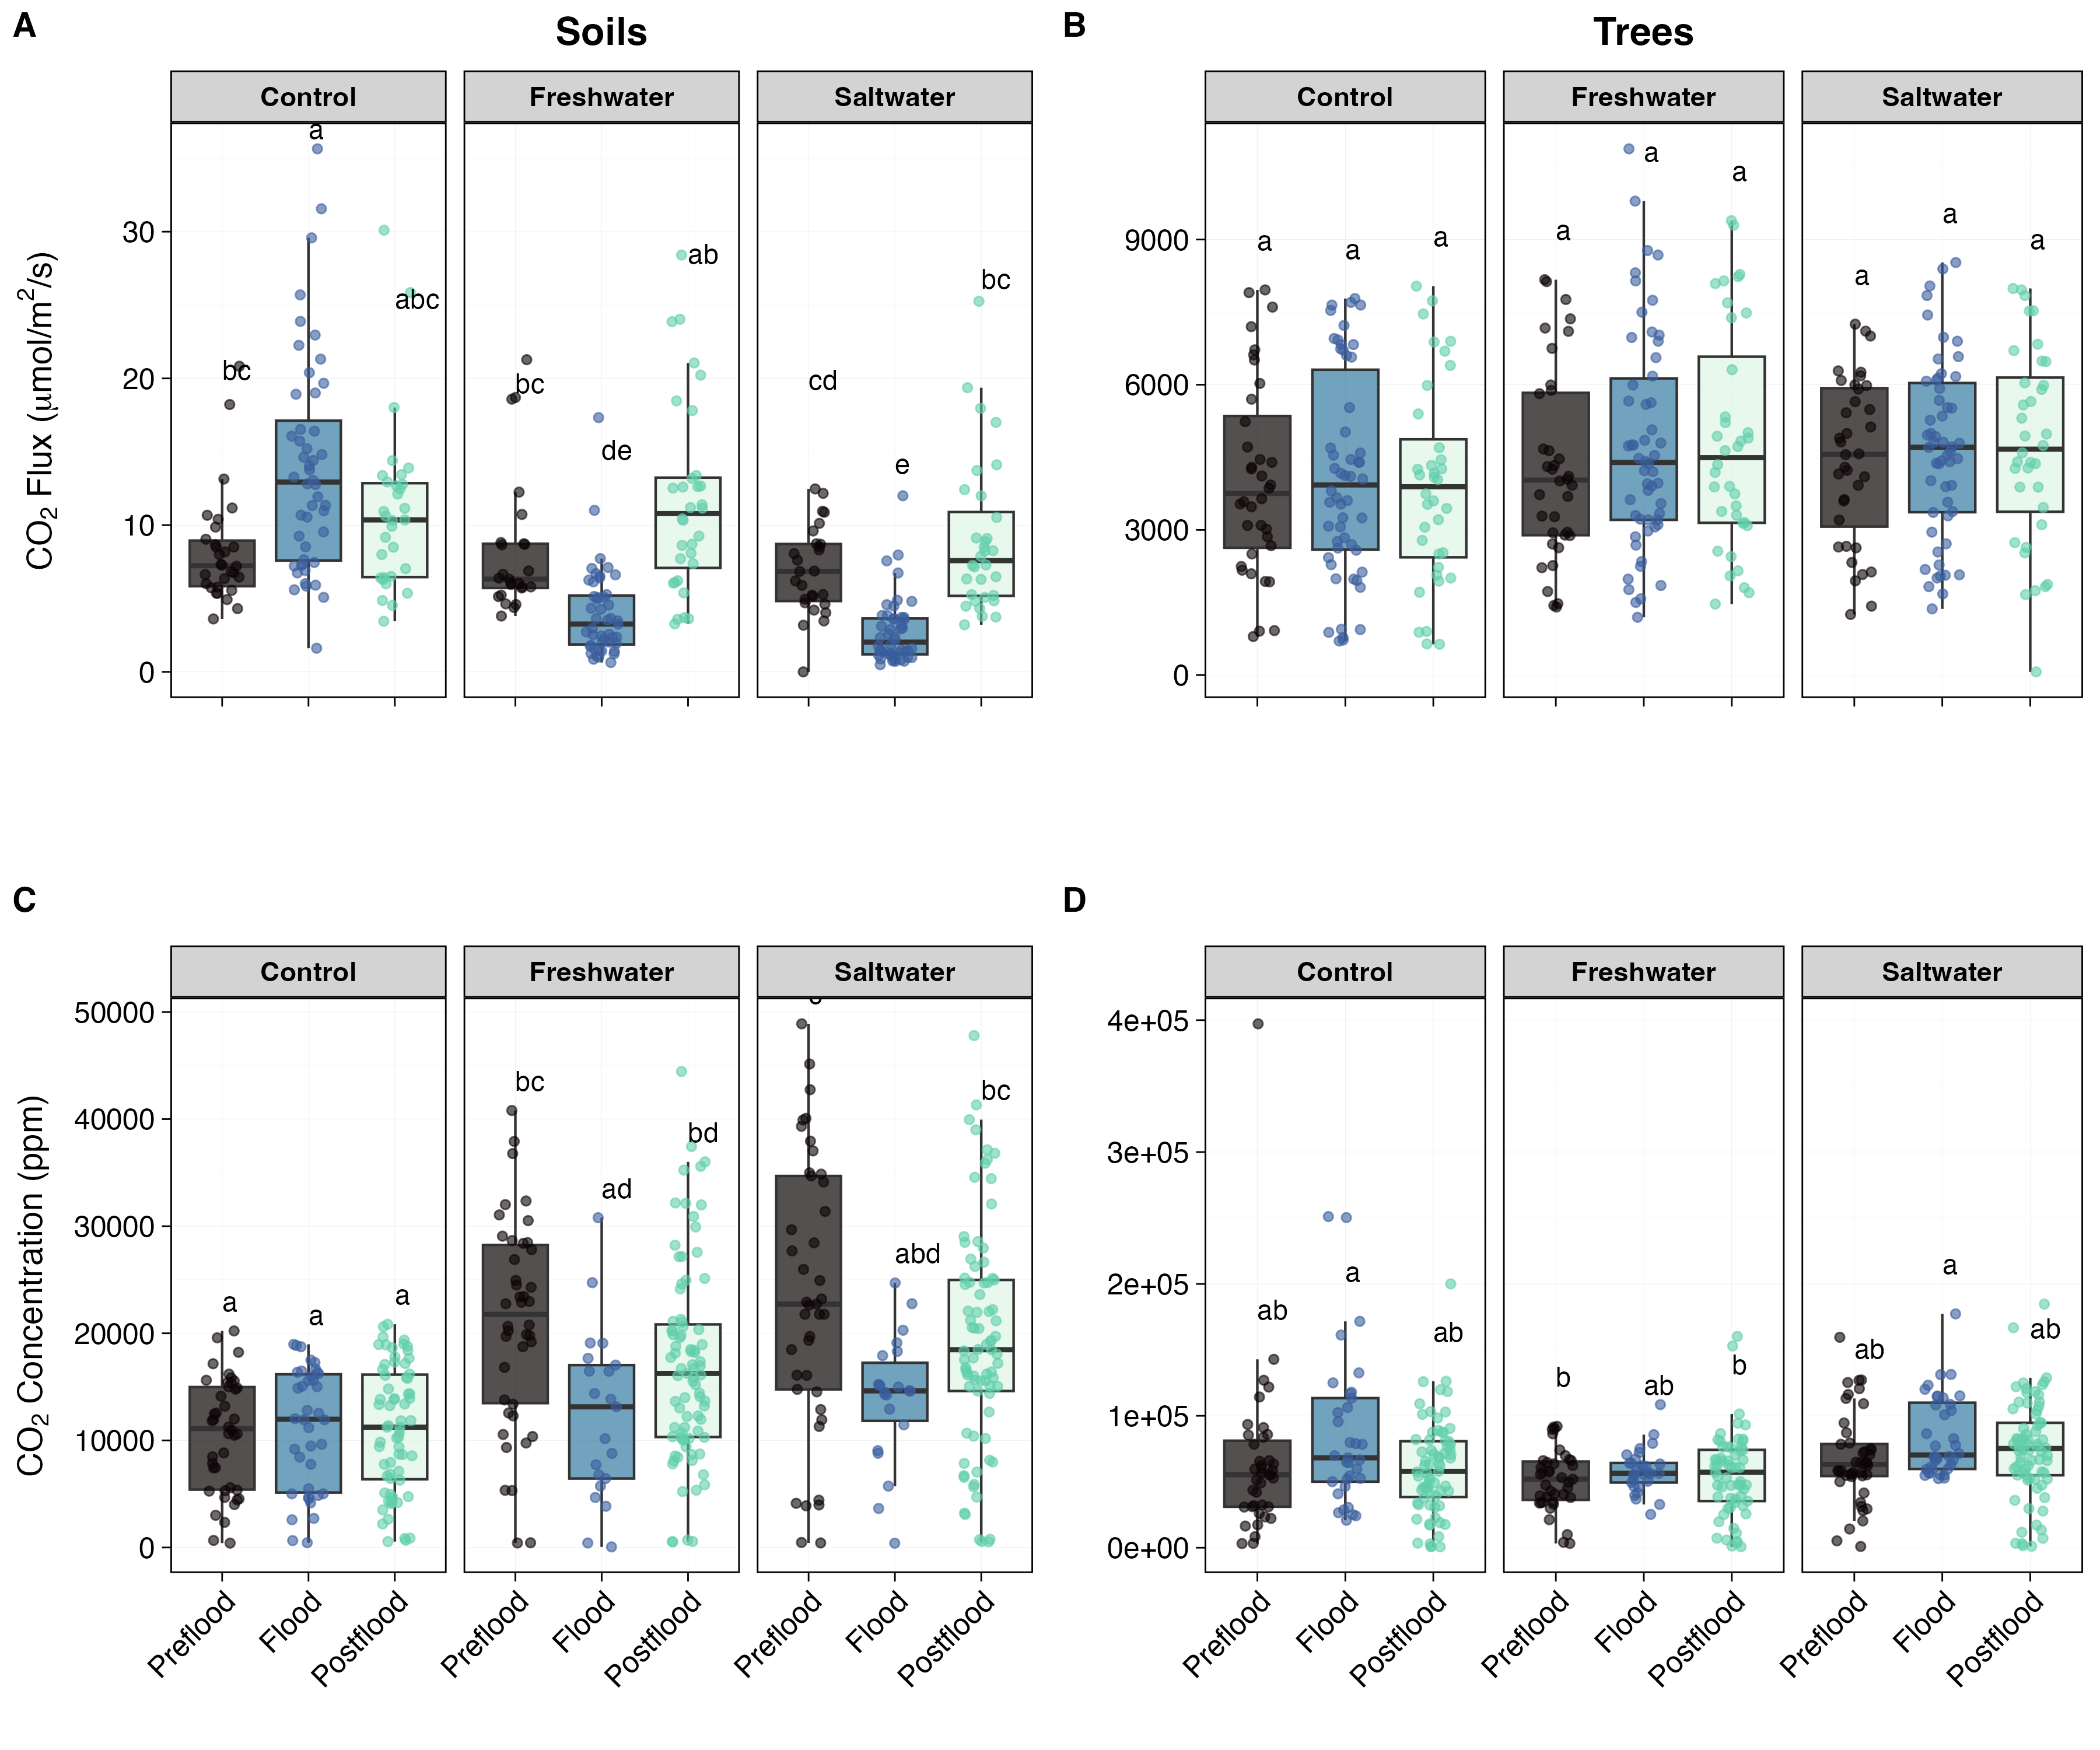 A
Soils
B
Trees
Control
Freshwater
Saltwater
Control
Freshwater
Saltwater
CO2 Flux (μmol/m²/s)
30
20
10
0
bc
a
abc
bc
de
ab
cd
e
bc
9000
6000
3000
0
a
a
a
a
a
a
a
a
a
C
D
Control
Freshwater
Saltwater
Control
Freshwater
Saltwater
CO2 Concentration (ppm)
50000
40000
30000
20000
10000
0
a
a
a
bc
ad
bd
abd
bc
4e+05
3e+05
2e+05
1e+05
0e+00
ab
a
ab
b
ab
b
ab
a
ab
Preflood
Flood
Postflood
Preflood
Flood
Postflood
Preflood
Flood
Postflood
Preflood
Flood
Postflood
Preflood
Flood
Postflood
Preflood
Flood
Postflood